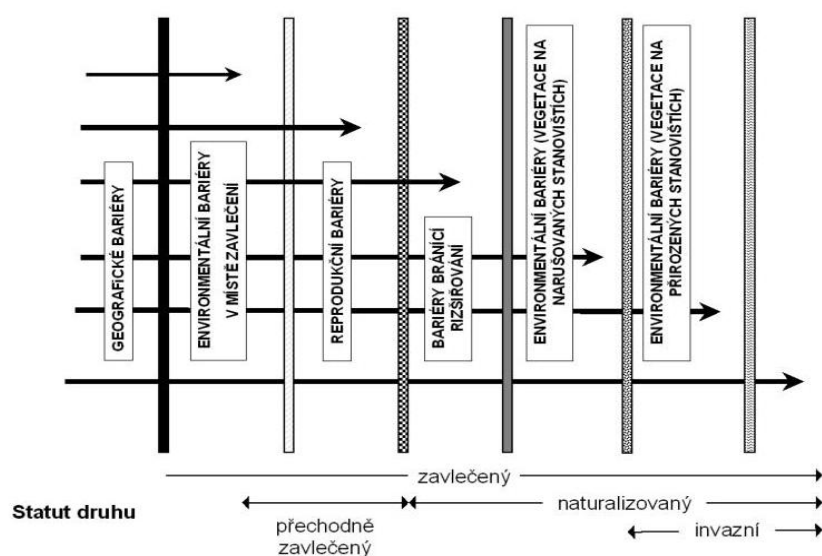 GEOGRAFICKÉ BARIÉRY
ENVIRONMENTÁLNÍ BARIÉRY
V MÍSTĚ ZAVLEČENÍ
REPRODUKČNÍ BARIÉRY
BARIÉRY BRÁNÍCÍ
RIZŠIŘOVÁNÍ
ENVIRONMENTÁLNÍ BARIÉRY (VEGETACE NA
NARUŠOVANÝCH STANOVIŠTÍCH)
ENVIRONMENTÁLNÍ BARIÉRY (VEGETACE NA
PŘIROZENÝCH STANOVIŠTÍCH)
zavlečený
Statut druhu
přechodně
zavlečený
naturalizovaný
invazní